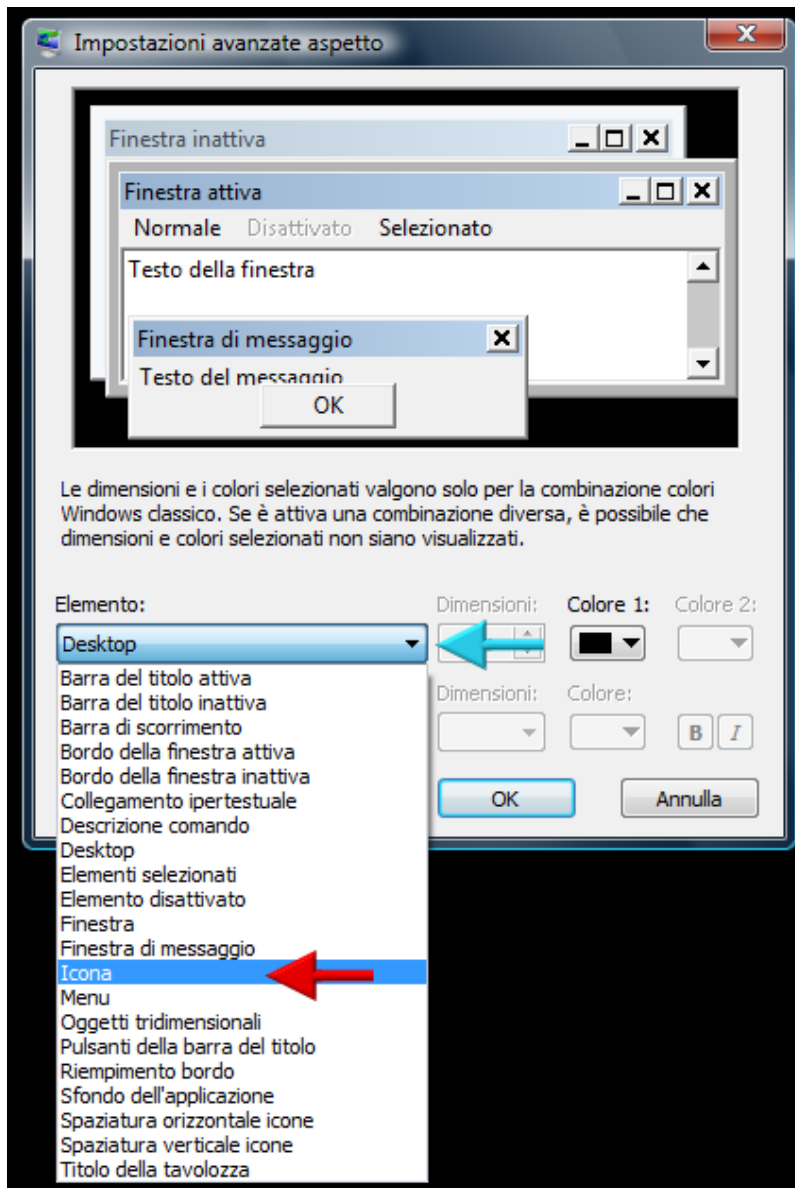 Impostazioni avanzate aspetto
Finestra inattiva
Finestra attiva
Normale Disattivato Selezionato
Testo della finestra
Finestra di messaggio
Testo del messaggio
OK
Le dimensioni e i colori selezionati valgono solo per la combinazione colori
Windows classico. Se è attiva una combinazione diversa, è possibile che
dimensioni e colori selezionati non siano visualizzati.
Elemento: Dimensioni: Colore 1: Colore 2:
Desktop
Dimensioni: Colore:
B I
OK Annulla
Barra del titolo attiva
Barra del titolo inattiva
Barra di scorrimento
Bordo della finestra attiva
Bordo della finestra inattiva
Collegamento ipertestuale
Descrizione comando
Desktop
Elementi selezionati
Elemento disattivato
Finestra
Finestra di messaggio
Icona
Menu
Oggetti tridimensionali
Pulsanti della barra del titolo
Riempimento bordo
Sfondo dell'applicazione
Spaziatura orizzontale icone
Spaziatura verticale icone
Titolo della tavolozza